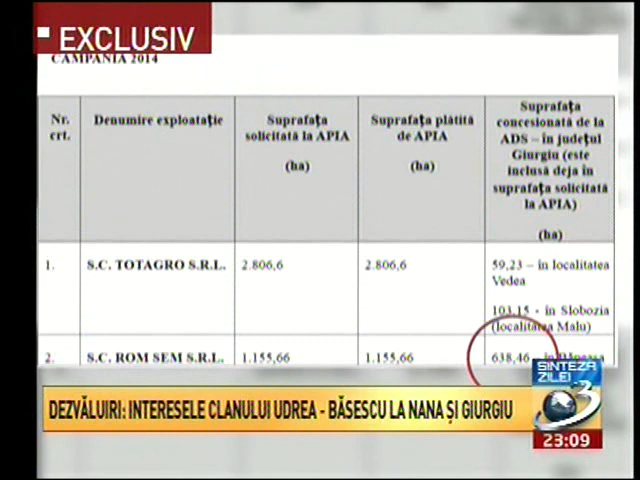 EXCLUSIV
CAMPANIA 2014
Nr. crt.
Denumire exploatație
Suprafața solicitată la APIA (ha)
Suprafața plătită de APIA (ha)
Suprafața concesionată de la ADS – în județul Giurgiu (este inclusă deja în suprafața solicitată la APIA) (ha)
1.
S.C. TOTAGRO S.R.L.
2.806,6
2.806,6
59,23 – în localitatea Vedea
103,15 - în Slobozia (localitatea Malu)
2.
S.C. ROM SEM S.R.L.
1.155,66
1.155,66
638,46
SINTEZA ZILEI
3
DEZVĂLUIRI: INTERESELE CLANULUI UDREA - BĂSESCU LA NANA ȘI GIURGIU
23:09